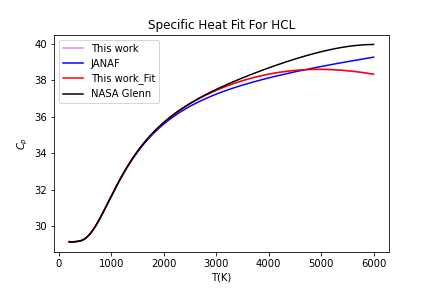 Specific Heat Fit For HCL
This work
JANAF
This work_Fit
NASA Glenn
40
38
36
34
32
30
C_p
0
1000
2000
3000
4000
5000
6000
T(K)